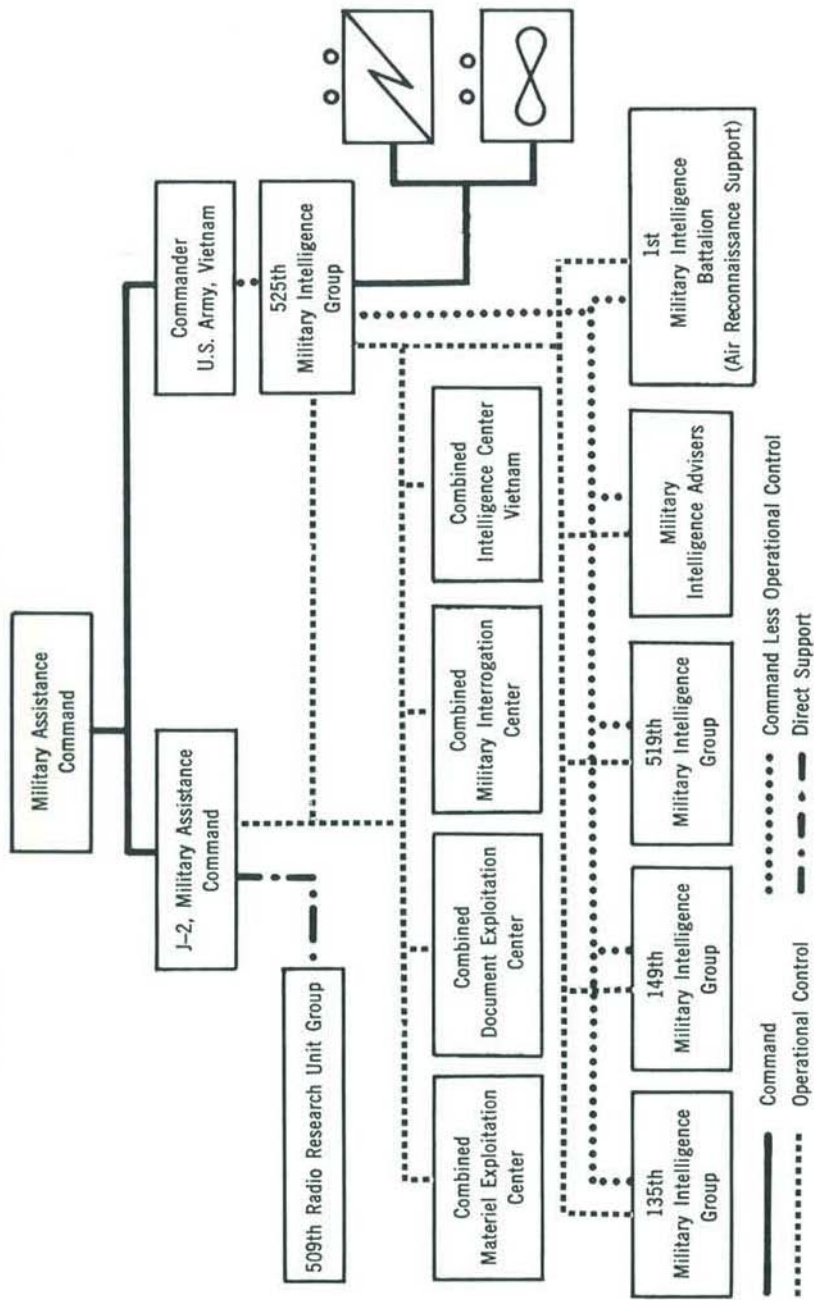 Military Assistance
Command
J-2, Military Assistance
Command
Commander
U.S. Army, Vietnam
509th Radio Research Unit Group
525th
Military Intelligence
Group
Combined
Materiel Exploitation
Center
Combined
Document Exploitation
Center
Combined
Military Interrogation
Center
Combined
Intelligence Center
Vietnam
135th
Military Intelligence
Group
149th
Military Intelligence
Group
519th
Military Intelligence
Group
Military
Intelligence Advisers
1st
Military Intelligence
Battalion
(Air Reconnaissance Support)
Command
Operational Control
Command Less Operational Control
Direct Support